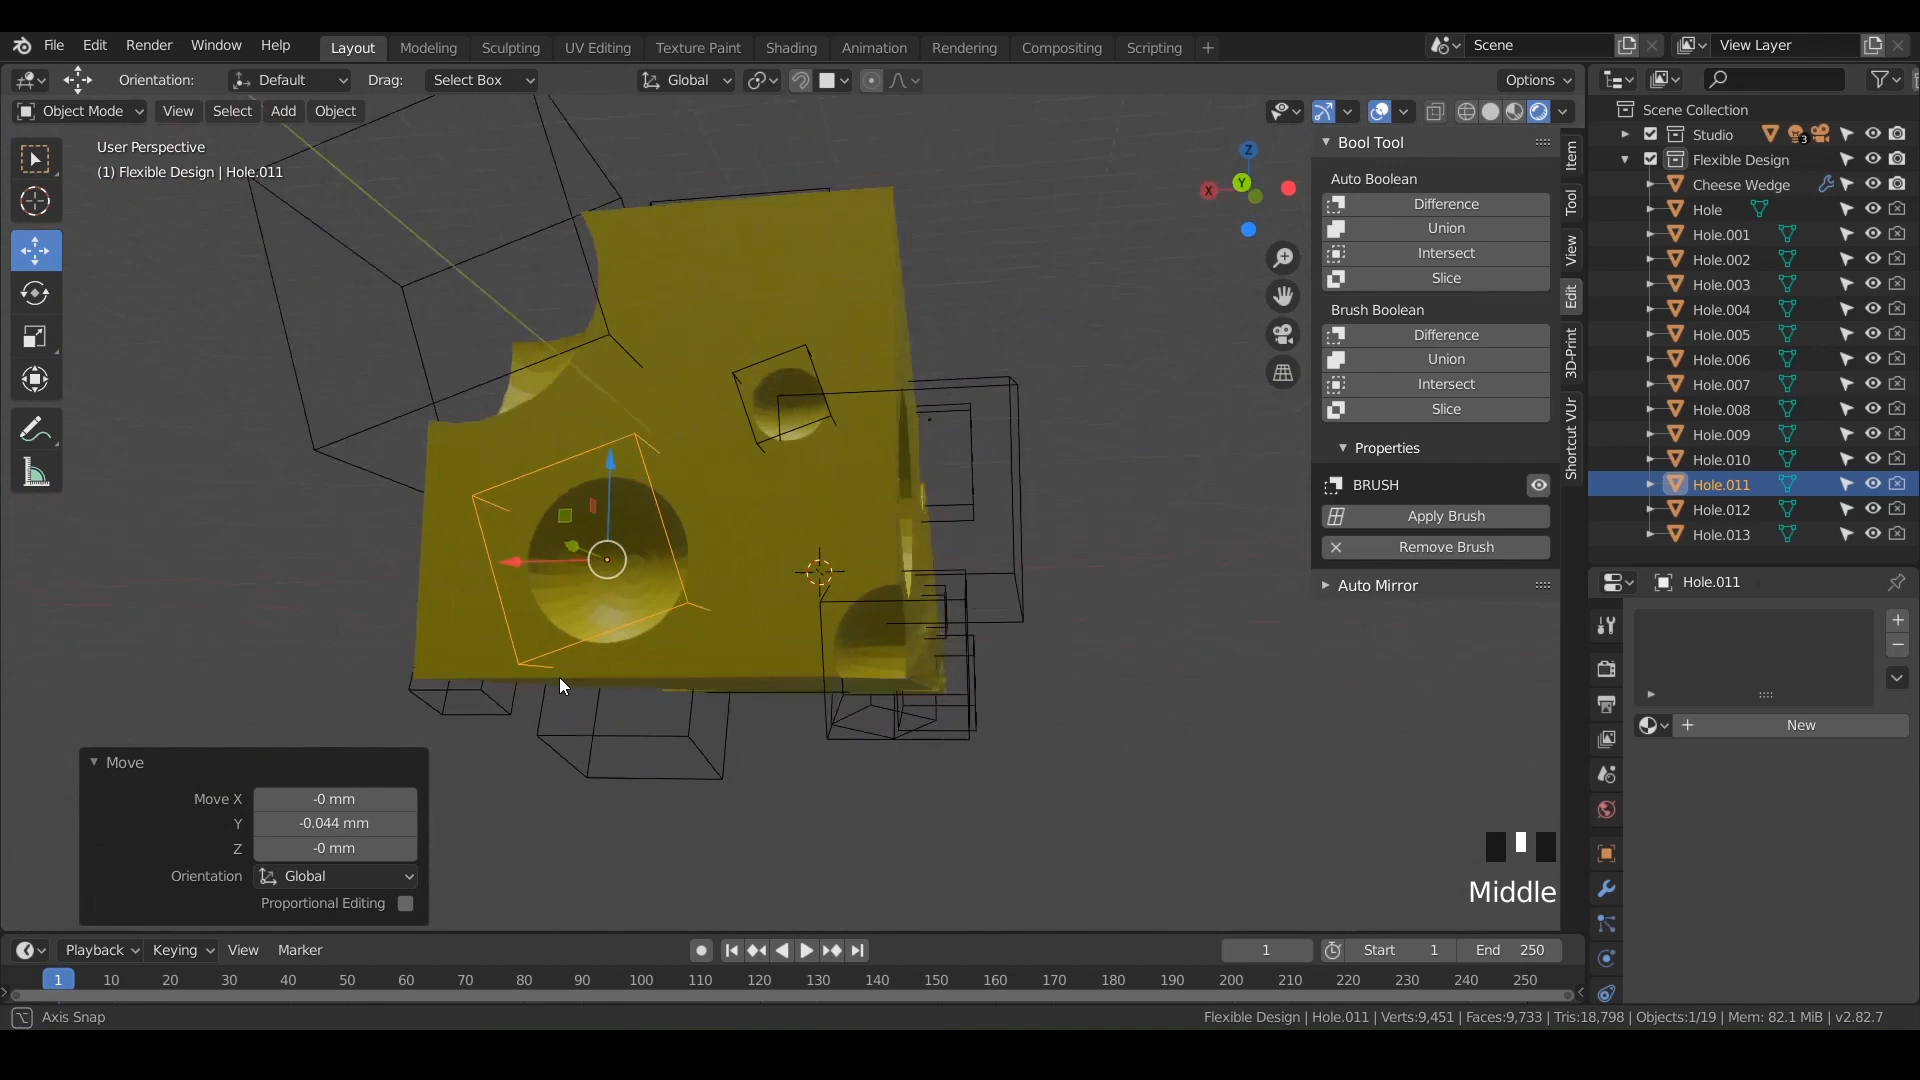 File Edit Render Window Help Layout Modeling Sculpting UV Editing Texture Paint Shading Animation Rendering Compositing Scripting + Scene View Layer
Orientation: Default Drag: Select Box Global Options
Object Mode View Select Add Object
User Perspective
(1) Flexible Design | Hole.011
X Y Z
Bool Tool
Auto Boolean
Difference
Union
Intersect
Slice
Brush Boolean
Difference
Union
Intersect
Slice
Properties
BRUSH
Apply Brush
Remove Brush
Auto Mirror
Item
Tool
View
Edit
3D-Print
Shortcut VUr
Scene Collection
Studio 3
Flexible Design
Cheese Wedge
Hole
Hole.001
Hole.002
Hole.003
Hole.004
Hole.005
Hole.006
Hole.007
Hole.008
Hole.009
Hole.010
Hole.011
Hole.012
Hole.013
Hole.011
New
Move
Move X -0 mm
Y -0.044 mm
Z -0 mm
Orientation Global
Proportional Editing
Middle
Playback Keying View Marker 1 Start 1 End 250
1 10 20 30 40 50 60 70 80 90 100 110 120 130 140 150 160 170 180 190 200 210 220 230 240 250
Axis Snap Flexible Design | Hole.011 | Verts:9,451 | Faces:9,733 | Tris:18,798 | Objects:1/19 | Mem: 82.1 MiB | v2.82.7